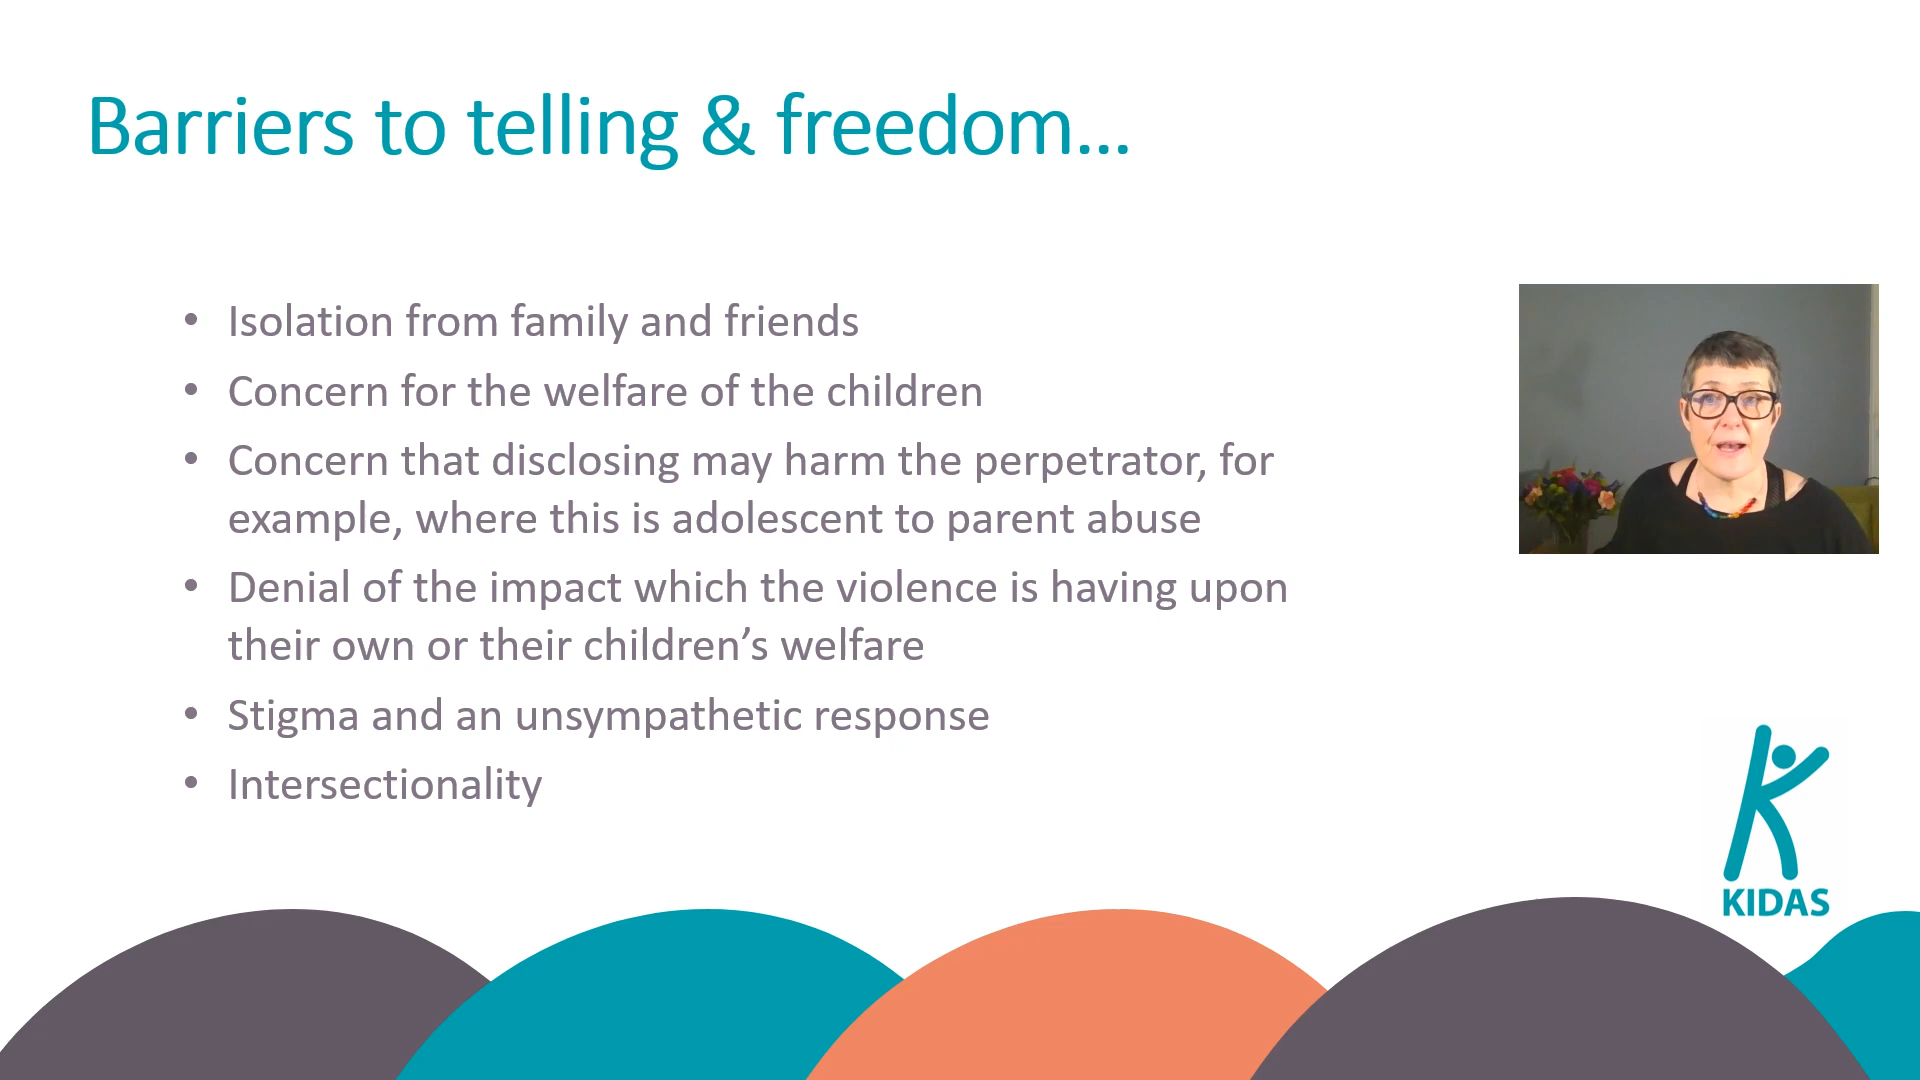 Barriers to telling & freedom...
• Isolation from family and friends
• Concern for the welfare of the children
• Concern that disclosing may harm the perpetrator, for
example, where this is adolescent to parent abuse
• Denial of the impact which the violence is having upon
their own or their children’s welfare
• Stigma and an unsympathetic response
• Intersectionality
KIDAS